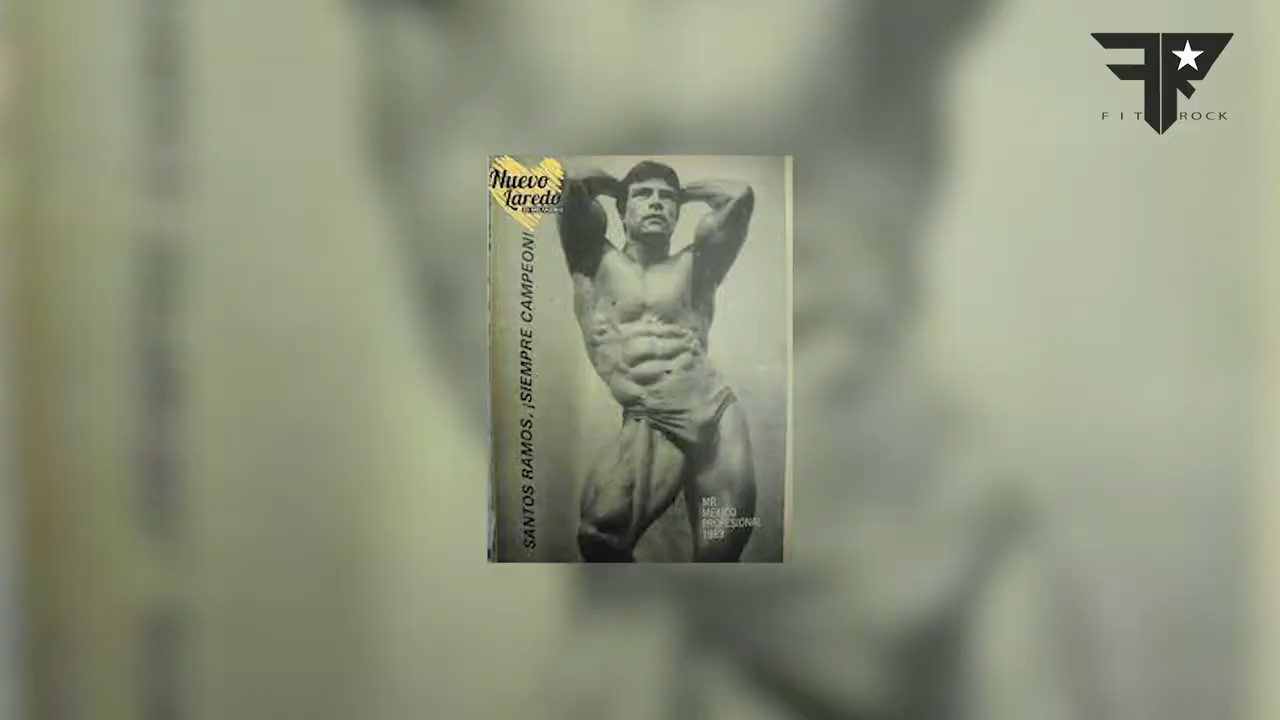 Nuevo
Laredo
SANTOS RAMOS, ¡SIEMPRE CAMPEON!
MR.
MEXICO
PROFESIONAL
1983
FIT ROCK